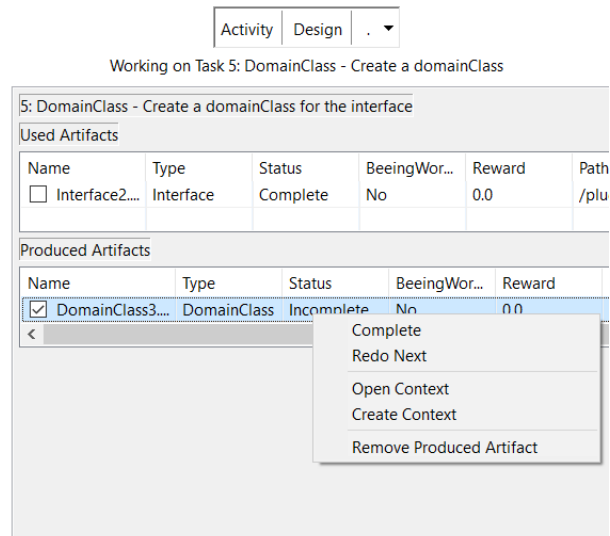 Activity Design .
Working on Task 5: DomainClass - Create a domainClass
5: DomainClass - Create a domainClass for the interface
Used Artifacts
Name Type Status BeeingWor... Reward Path
Interface2.... Interface Complete No 0.0 /plu
Produced Artifacts
Name Type Status BeeingWor... Reward
DomainClass3.... DomainClass Incomplete No 0.0
Complete
Redo Next
Open Context
Create Context
Remove Produced Artifact